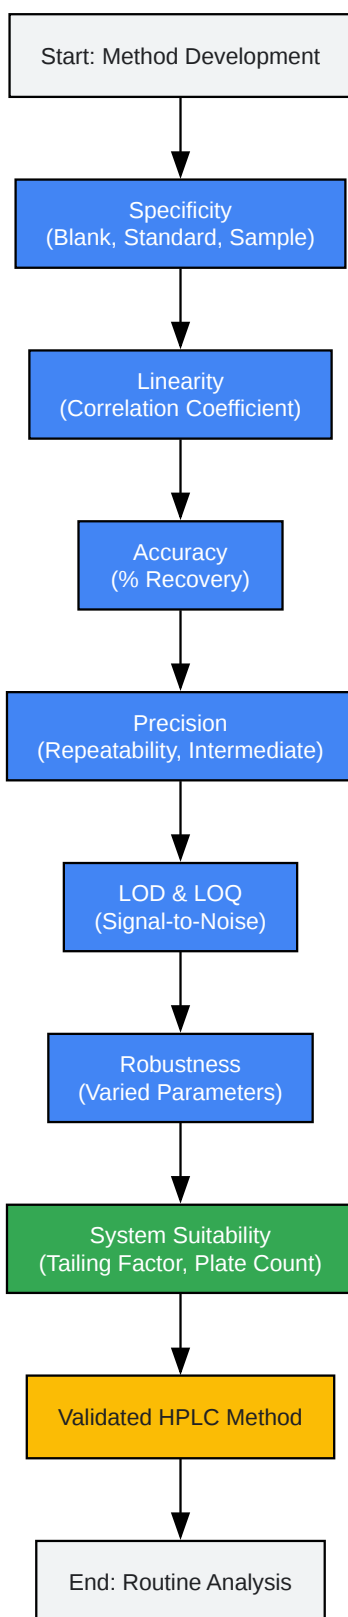 Start: Method Development
Specificity
(Blank, Standard, Sample)
Linearity
(Correlation Coefficient)
Accuracy
(% Recovery)
Precision
(Repeatability, Intermediate)
LOD & LOQ
(Signal-to-Noise)
Robustness
(Varied Parameters)
System Suitability
(Tailing Factor, Plate Count)
Validated HPLC Method
End: Routine Analysis